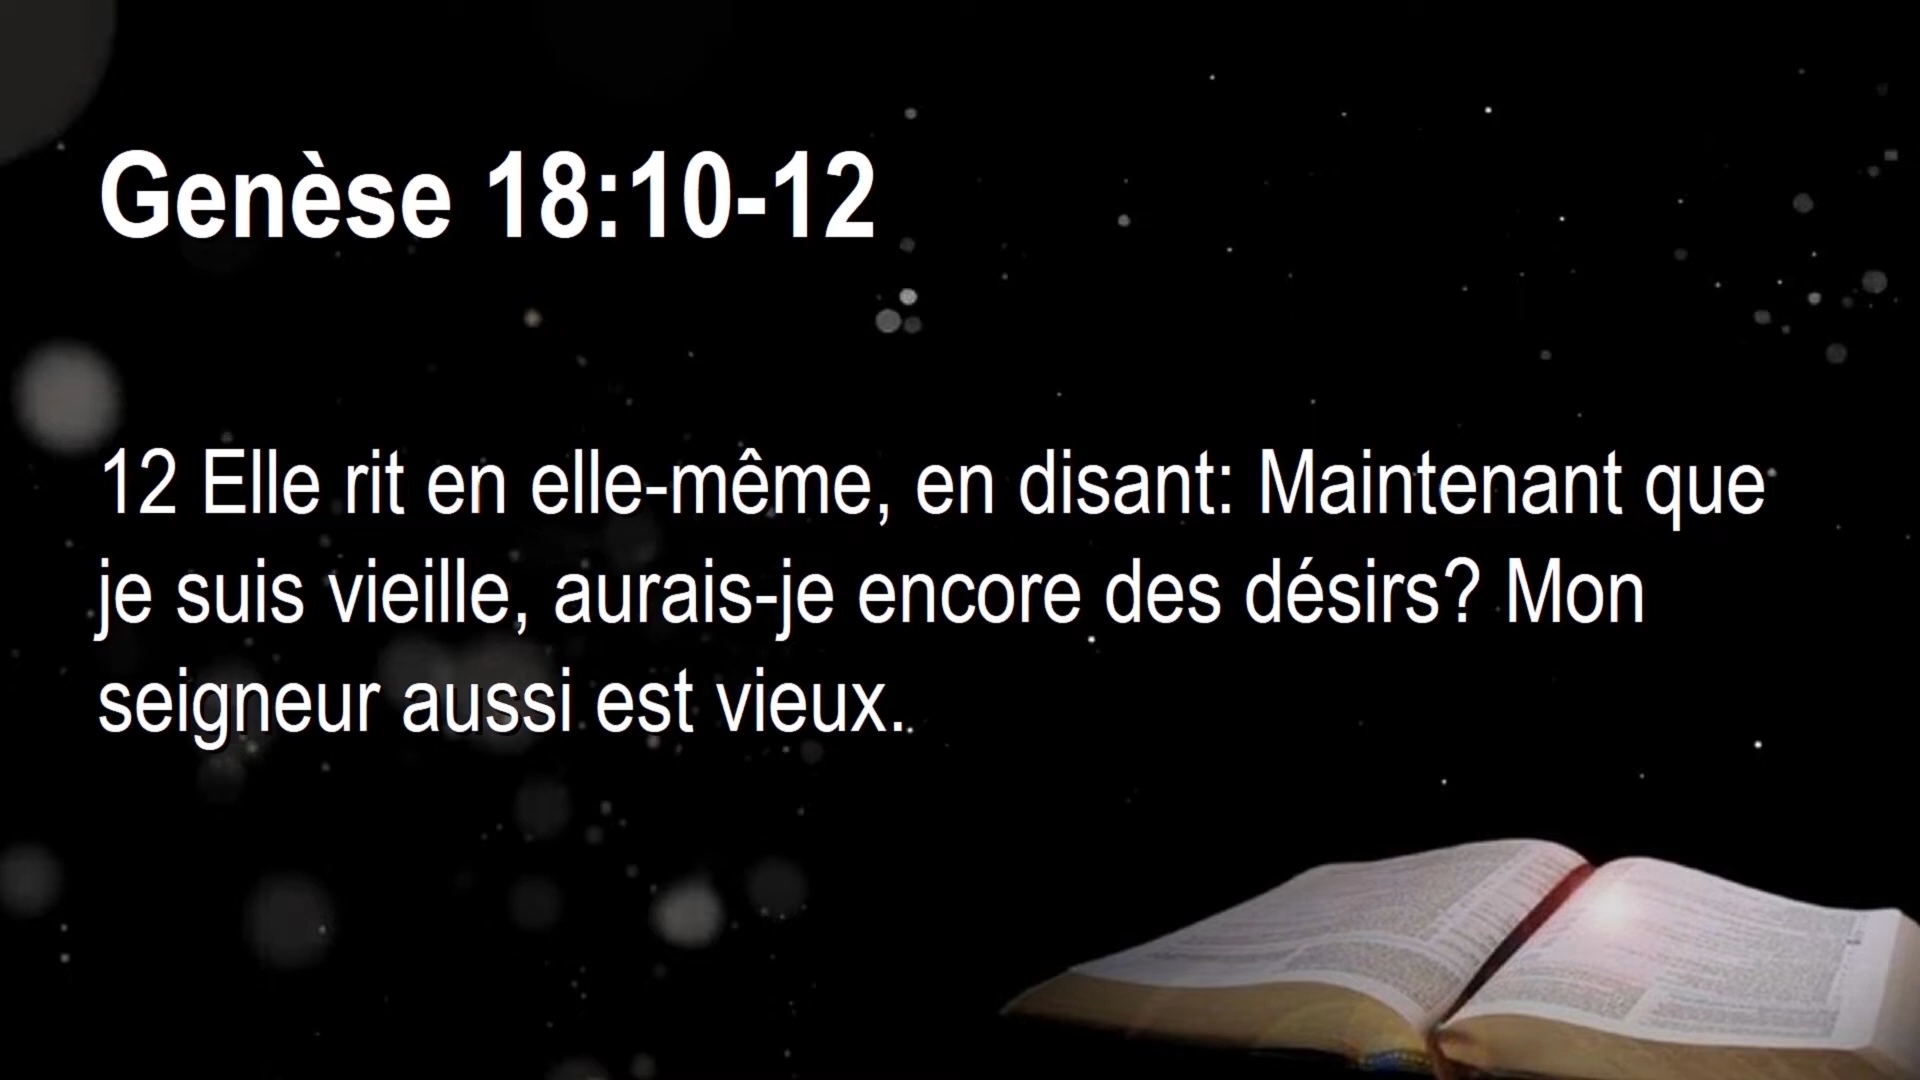 Genèse 18:10-12
12 Elle rit en elle-même, en disant: Maintenant que
je suis vieille, aurais-je encore des désirs? Mon
seigneur aussi est vieux.